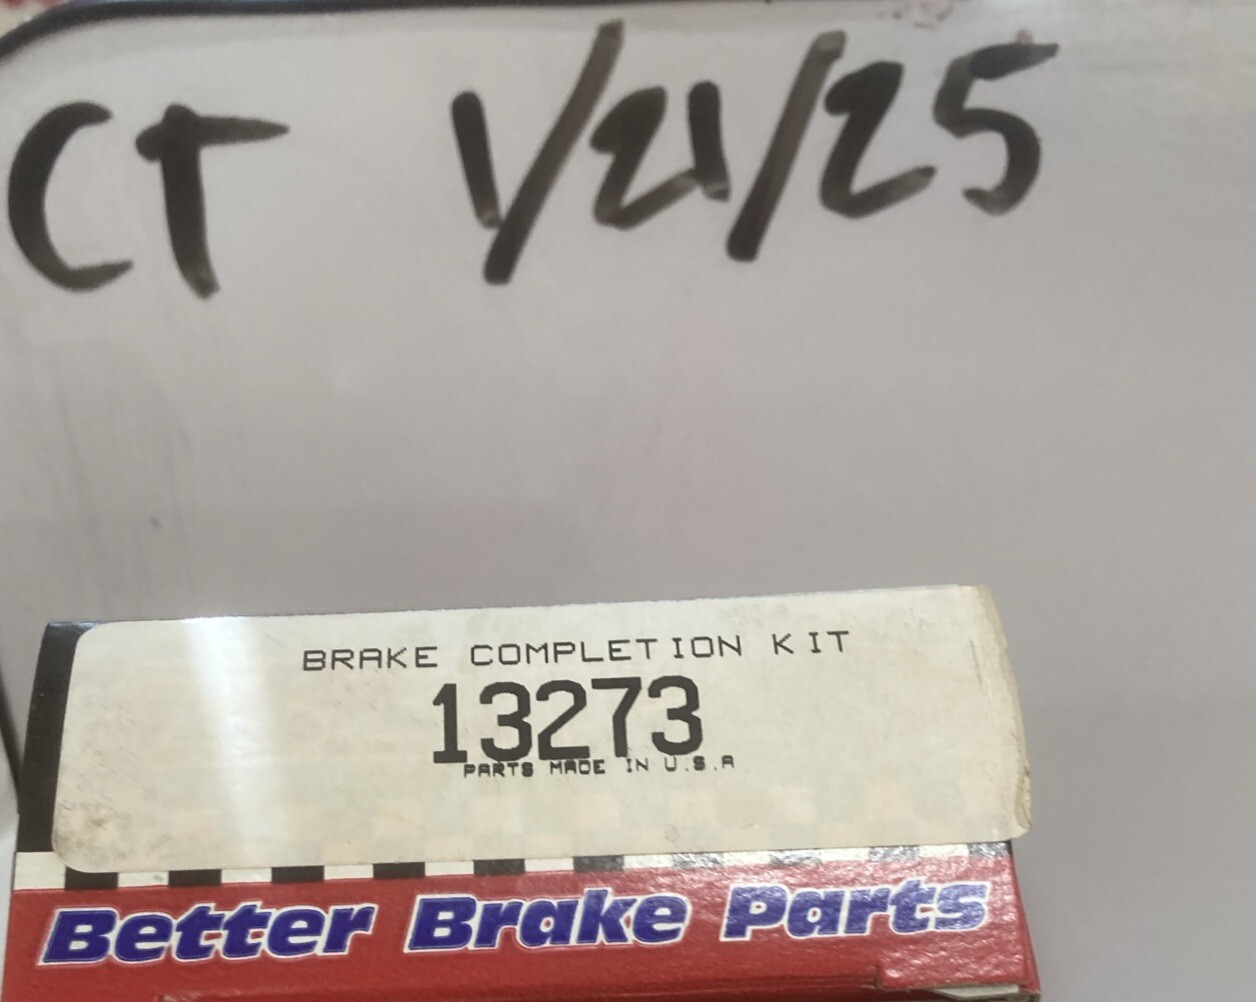 CT 1/21/25
BRAKE COMPLETION KIT
13273
PARTS MADE IN U.S.A
Better Brake Parts